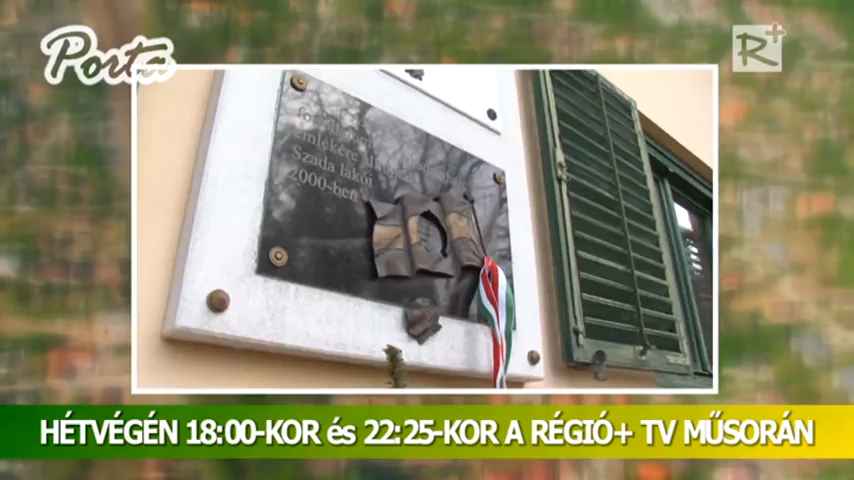 Porta
R+
emlékére
Szada lakói
2000-ben
HÉTVÉGÉN 18:00-KOR és 22:25-KOR A RÉGIÓ+ TV MŰSORÁN